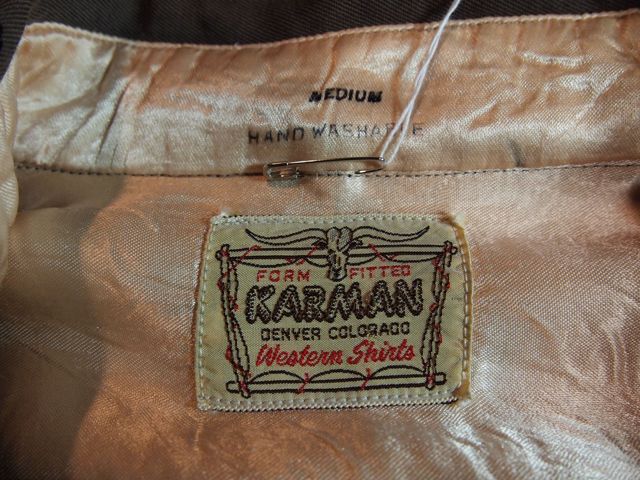 MEDIUM
HAND WASHABLE
FORM FITTED
KARMAN
DENVER COLORADO
Western Shirts